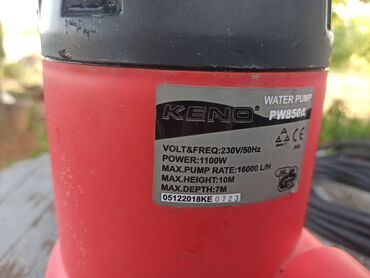 KENO
WATER PUMP
PW850A
VOLT&FREQ:230V/50Hz
POWER:1100W
MAX.PUMP RATE:16000 L/H
MAX.HEIGHT:10M
MAX.DEPTH:7M
05122018KE 0723